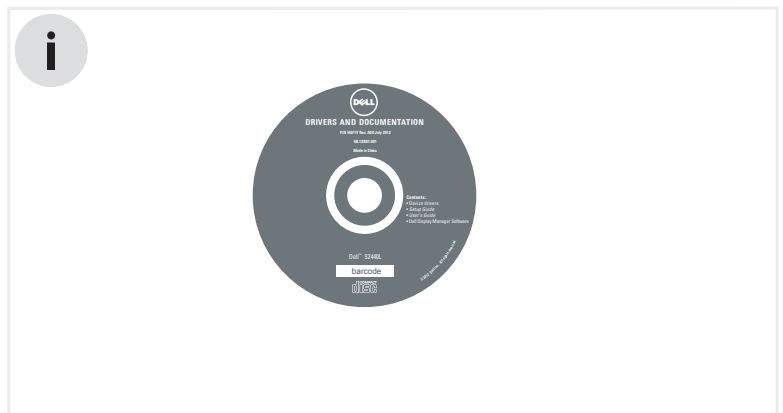 i
DELL
DRIVERS AND DOCUMENTATION
Made in China
Contents:
• Device drivers
• Setup Guide
• User's Guide
• Dell Display Manager Software
Dell™ S2440L
barcode
COMPACT
disc